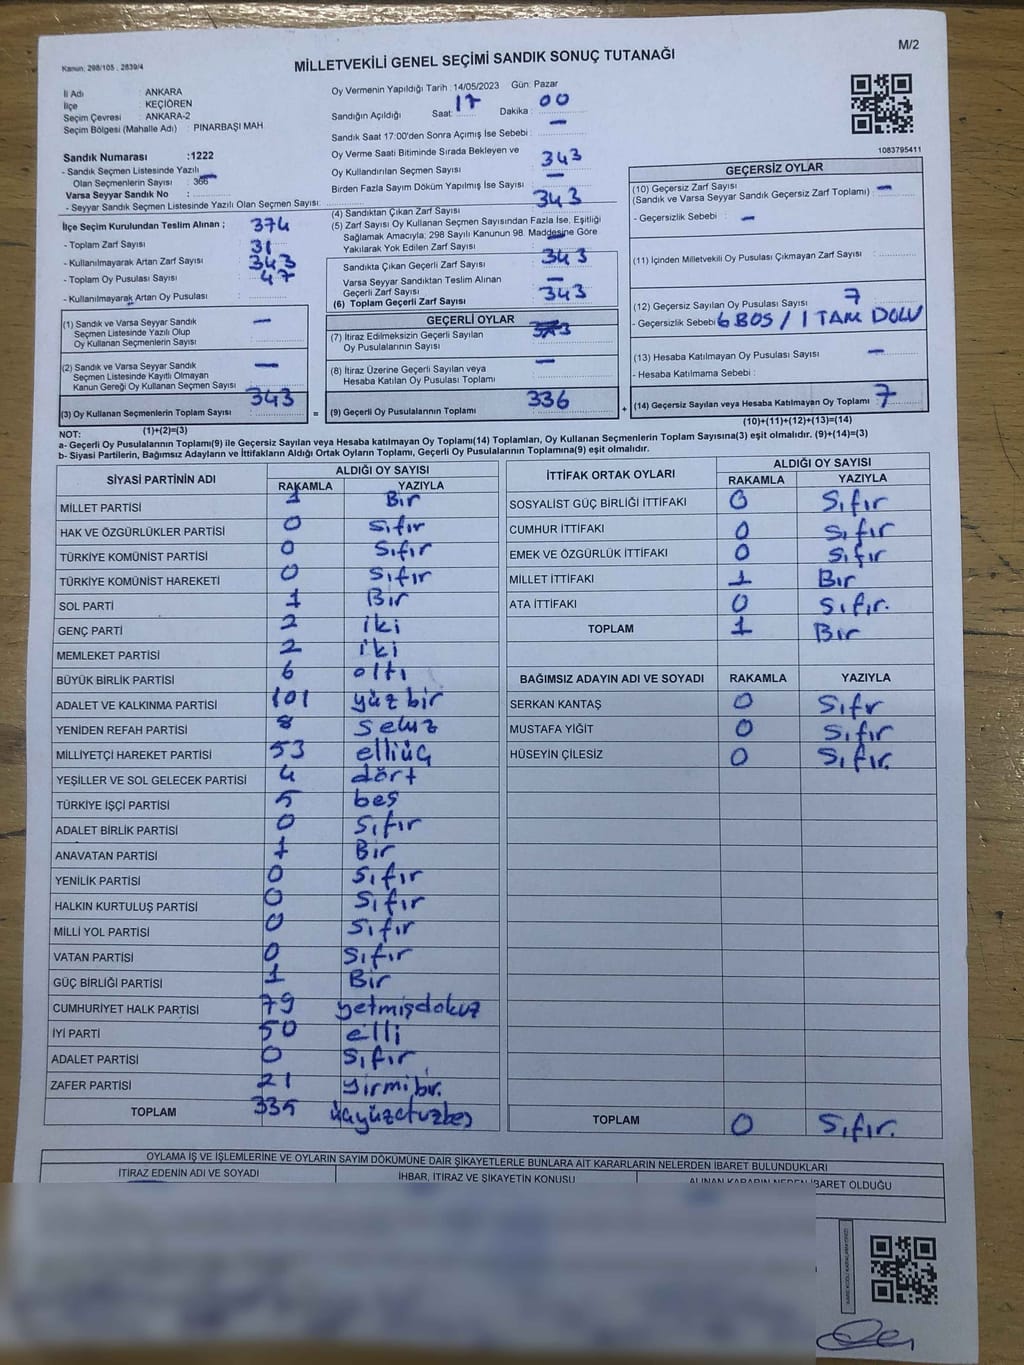 M/2
Kanun: 298/105 , 2839/4
MİLLETVEKİLİ GENEL SEÇİMİ SANDIK SONUÇ TUTANAĞI
İl Adı : ANKARA
İlçe : KEÇİÖREN
Seçim Çevresi : ANKARA-2
Seçim Bölgesi (Mahalle Adı) : PINARBAŞI MAH
Sandık Numarası :1222
- Sandık Seçmen Listesinde Yazılı
Olan Seçmenlerin Sayısı : 366
Varsa Seyyar Sandık No :
- Seyyar Sandık Seçmen Listesinde Yazılı Olan Seçmen Sayısı:
Oy Vermenin Yapıldığı Tarih : 14/05/2023 Gün: Pazar
Sandığın Açıldığı Saat: 17 Dakika : 00
Sandık Saat 17:00'den Sonra Açımış İse Sebebi : —
Oy Verme Saati Bitiminde Sırada Bekleyen ve
Oy Kullandırılan Seçmen Sayısı : 343
Birden Fazla Sayım Döküm Yapılmış İse Sayısı : —
1083795411
İlçe Seçim Kurulundan Teslim Alınan ; 374
- Toplam Zarf Sayısı 31
- Kullanılmayarak Artan Zarf Sayısı : 343
- Toplam Oy Pusulası Sayısı : 47
- Kullanılmayarak Artan Oy Pusulası :
(4) Sandıktan Çıkan Zarf Sayısı 343
(5) Zarf Sayısı Oy Kullanan Seçmen Sayısından Fazla İse, Eşitliği
Sağlamak Amacıyla, 298 Sayılı Kanunun 98. Maddesine Göre
Yakılarak Yok Edilen Zarf Sayısı : —
Sandıkta Çıkan Geçerli Zarf Sayısı : 343
Varsa Seyyar Sandıktan Teslim Alınan
Geçerli Zarf Sayısı : —
(6) Toplam Geçerli Zarf Sayısı : 343
GEÇERSİZ OYLAR
(10) Geçersiz Zarf Sayısı : —
(Sandık ve Varsa Seyyar Sandık Geçersiz Zarf Toplamı)
- Geçersizlik Sebebi : —
(11) İçinden Milletvekili Oy Pusulası Çıkmayan Zarf Sayısı :
(12) Geçersiz Sayılan Oy Pusulası Sayısı : 7
- Geçersizlik Sebebi : 6 BOS / 1 TAM DOLU
(13) Hesaba Katılmayan Oy Pusulası Sayısı : —
- Hesaba Katılmama Sebebi :
(14) Geçersiz Sayılan veya Hesaba Katılmayan Oy Toplamı : 7
(10)+(11)+(12)+(13)=(14)
(1) Sandık ve Varsa Seyyar Sandık
Seçmen Listesinde Yazılı Olup
Oy Kullanan Seçmenlerin Sayısı : —
(2) Sandık ve Varsa Seyyar Sandık
Seçmen Listesinde Kayıtlı Olmayan
Kanun Gereği Oy Kullanan Seçmen Sayısı : —
(3) Oy Kullanan Seçmenlerin Toplam Sayısı : 343
(1)+(2)=(3)
GEÇERLİ OYLAR
(7) İtiraz Edilmeksizin Geçerli Sayılan
Oy Pusulalarının Sayısı :
(8) İtiraz Üzerine Geçerli Sayılan veya
Hesaba Katılan Oy Pusulası Toplamı : —
= (9) Geçerli Oy Pusulalarının Toplamı : 336 +
NOT:
a- Geçerli Oy Pusulalarının Toplamı(9) ile Geçersiz Sayılan veya Hesaba katılmayan Oy Toplamı(14) Toplamları, Oy Kullanan Seçmenlerin Toplam Sayısına(3) eşit olmalıdır. (9)+(14)=(3)
b- Siyasi Partilerin, Bağımsız Adayların ve İttifakların Aldığı Ortak Oyların Toplamı, Geçerli Oy Pusulalarının Toplamına(9) eşit olmalıdır.
SİYASİ PARTİNİN ADI ALDIĞI OY SAYISI
RAKAMLA YAZIYLA
MİLLET PARTİSİ 1 Bir
HAK VE ÖZGÜRLÜKLER PARTİSİ 0 Sıfır
TÜRKİYE KOMÜNİST PARTİSİ 0 Sıfır
TÜRKİYE KOMÜNİST HAREKETİ 0 Sıfır
SOL PARTİ 1 Bir
GENÇ PARTİ 2 iki
MEMLEKET PARTİSİ 2 iki
BÜYÜK BİRLİK PARTİSİ 6 altı
ADALET VE KALKINMA PARTİSİ 101 yüz bir
YENİDEN REFAH PARTİSİ 8 sekiz
MİLLİYETÇİ HAREKET PARTİSİ 53 elliüç
YEŞİLLER VE SOL GELECEK PARTİSİ 4 dört
TÜRKİYE İŞÇİ PARTİSİ 5 bes
ADALET BİRLİK PARTİSİ 0 Sıfır
ANAVATAN PARTİSİ 1 Bir
YENİLİK PARTİSİ 0 Sıfır
HALKIN KURTULUŞ PARTİSİ 0 Sıfır
MİLLİ YOL PARTİSİ 0 Sıfır
VATAN PARTİSİ 0 Sıfır
GÜÇ BİRLİĞİ PARTİSİ 1 Bir
CUMHURİYET HALK PARTİSİ 79 yetmişdokuz
İYİ PARTİ 50 elli
ADALET PARTİSİ 0 Sıfır
ZAFER PARTİSİ 21 yirmi bir.
TOPLAM 335 üçyüzotuzbeş
İTTİFAK ORTAK OYLARI ALDIĞI OY SAYISI
RAKAMLA YAZIYLA
SOSYALİST GÜÇ BİRLİĞİ İTTİFAKI 0 Sıfır
CUMHUR İTTİFAKI 0 Sıfır
EMEK VE ÖZGÜRLÜK İTTİFAKI 0 Sıfır
MİLLET İTTİFAKI 1 Bir
ATA İTTİFAKI 0 Sıfır.
TOPLAM 1 Bir
BAĞIMSIZ ADAYIN ADI VE SOYADI RAKAMLA YAZIYLA
SERKAN KANTAŞ 0 Sıfır
MUSTAFA YİĞİT 0 Sıfır
HÜSEYİN ÇİLESİZ 0 Sıfır.
TOPLAM 0 Sıfır.
OYLAMA İŞ VE İŞLEMLERİNE VE OYLARIN SAYIM DÖKÜMÜNE DAİR ŞİKAYETLERLE BUNLARA AİT KARARLARIN NELERDEN İBARET BULUNDUKLARI
İTİRAZ EDENİN ADI VE SOYADI İHBAR, İTİRAZ VE ŞİKAYETİN KONUSU ALINAN KARARIN NEDEN İBARET OLDUĞU